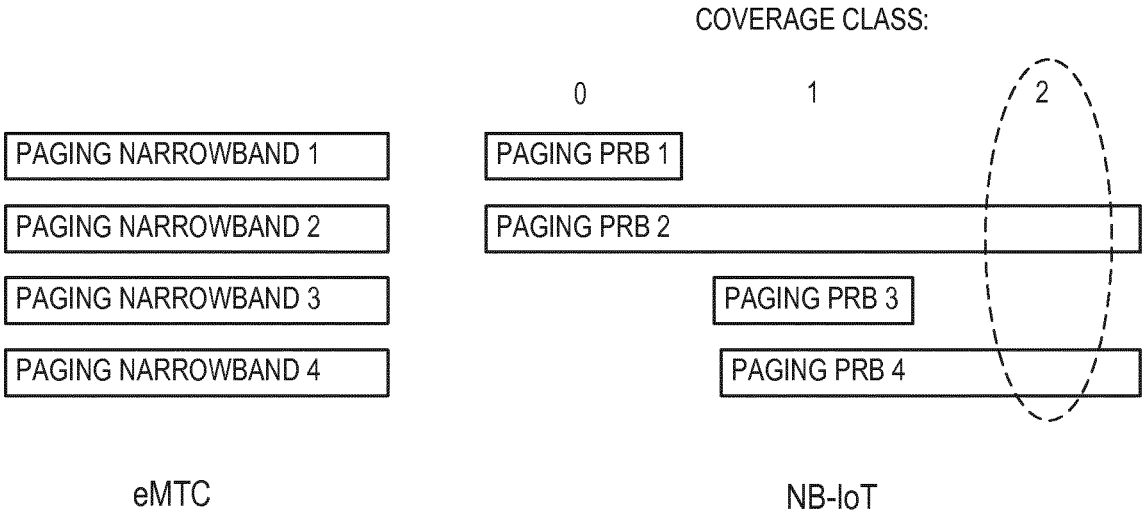 COVERAGE CLASS:
0 1 2
PAGING NARROWBAND 1 PAGING PRB 1
PAGING NARROWBAND 2 PAGING PRB 2
PAGING NARROWBAND 3 PAGING PRB 3
PAGING NARROWBAND 4 PAGING PRB 4
eMTC NB-IoT